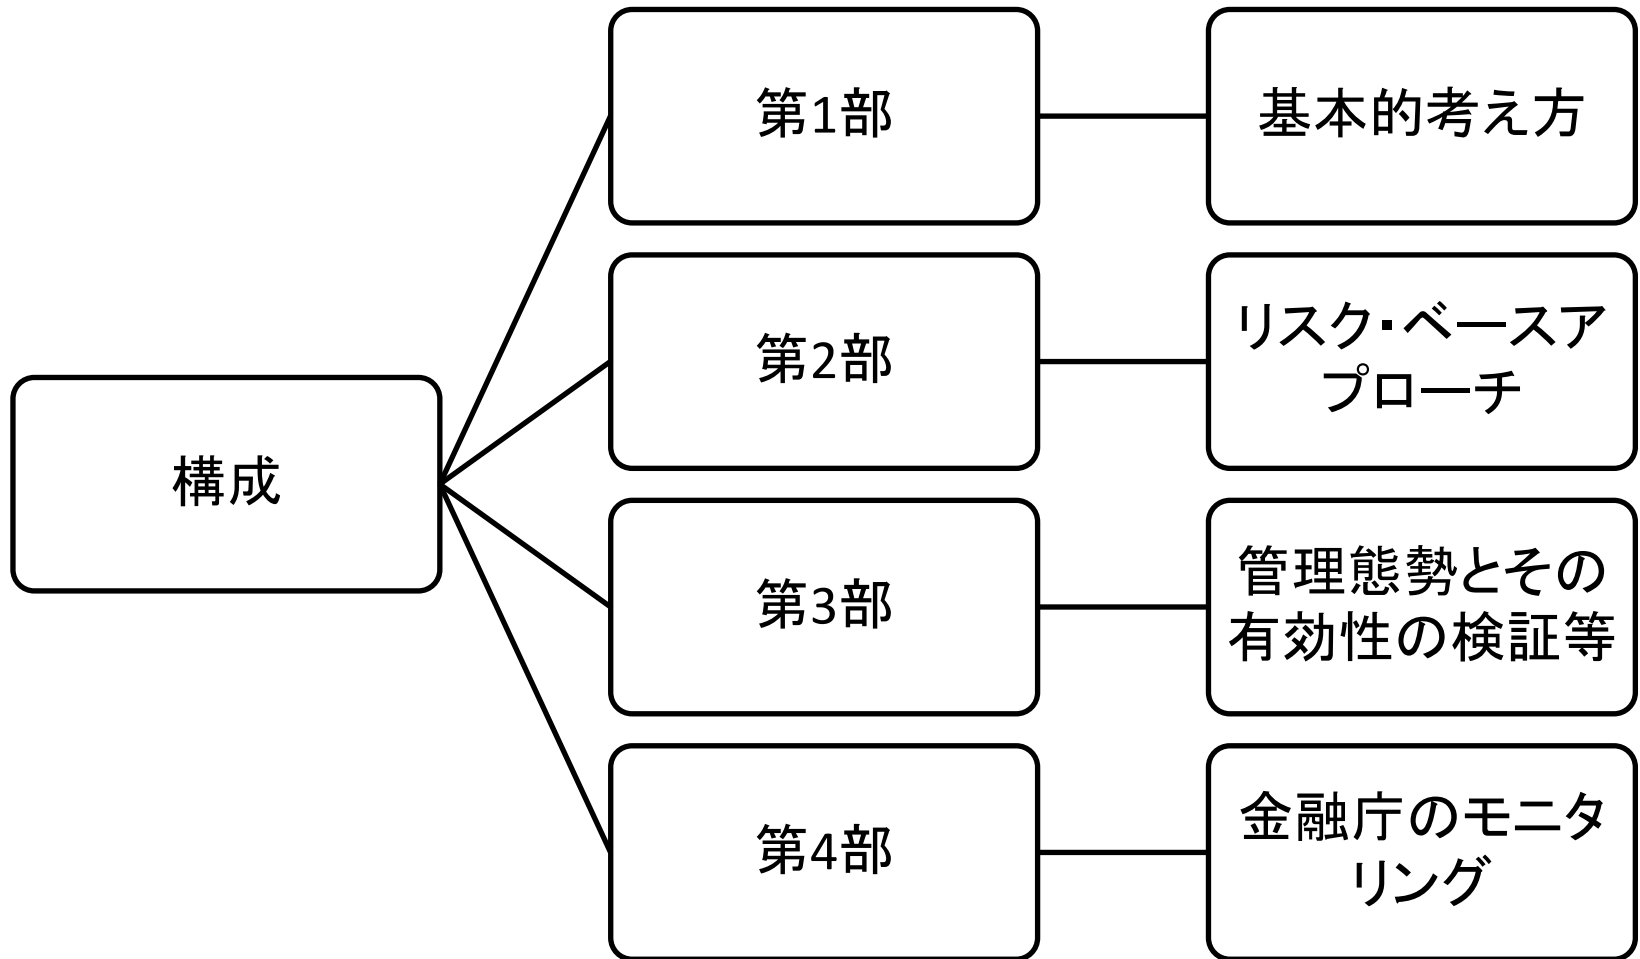 構成
第1部
基本的考え方
第2部
リスク・ベースア
プローチ
第3部
管理態勢とその
有効性の検証等
第4部
金融庁のモニタ
リング